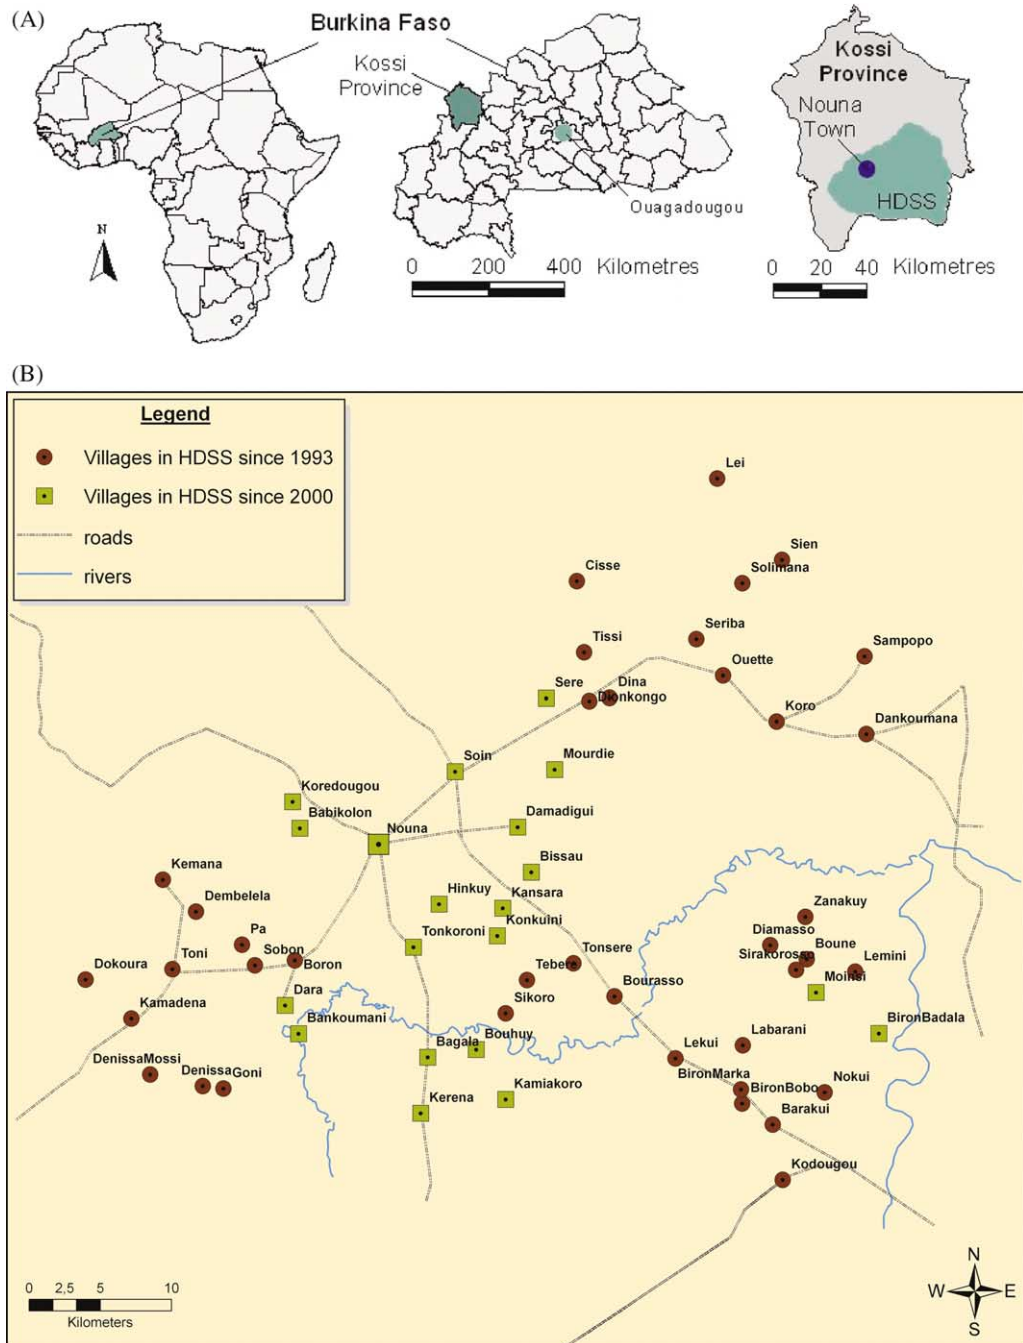 (A)
Burkina Faso
Kossi
Province
Ouagadougou
N
0 200 400 Kilometres
Kossi
Province
Nouna
Town
HDSS
0 20 40 Kilometres
(B)
Legend
Villages in HDSS since 1993
Villages in HDSS since 2000
roads
rivers
Lei
Sien
Solimana
Cisse
Seriba
Tissi
Sampopo
Ouette
Sere
Dina
Dionkongo
Koro
Dankoumana
Soin
Mourdie
Koredougou
Babikolon
Nouna
Damadigui
Bissau
Kemana
Dembelela
Hinkuy
Kansara
Konkuini
Zanakuy
Pa
Tonkoroni
Diamasso
Boune
Sobon
Toni
Boron
Tonsere
Sirakorosso
Lemini
Dokoura
Tebere
Moinsi
Bourasso
Dara
Sikoro
Kamadena
Bankoumani
BironBadala
Bagala
Bouhuy
Labarani
Lekui
DenissaMossi
Denissa
Goni
BironMarka
BironBobo
Nokui
Kamiakoro
Kerena
Barakui
Kodougou
0 2,5 5 10
Kilometers
N
W E
S